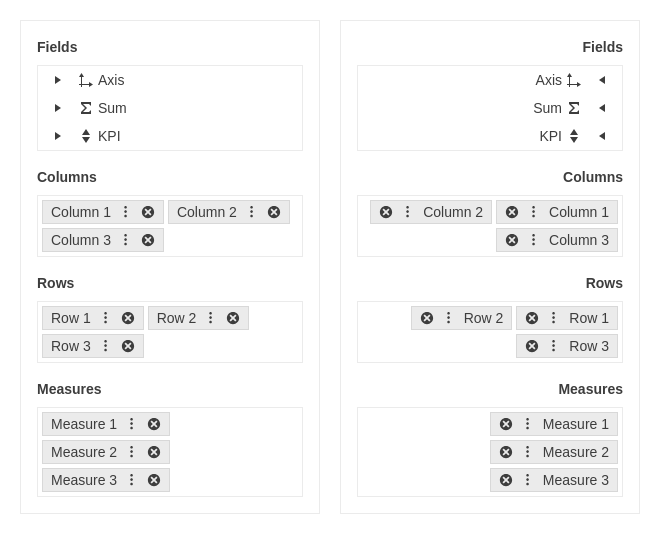 Fields
Axis
Sum
KPI
Columns
Column 1 Column 2
Column 3
Rows
Row 1 Row 2
Row 3
Measures
Measure 1
Measure 2
Measure 3
Fields
Axis
Sum
KPI
Columns
Column 2 Column 1
Column 3
Rows
Row 2 Row 1
Row 3
Measures
Measure 1
Measure 2
Measure 3